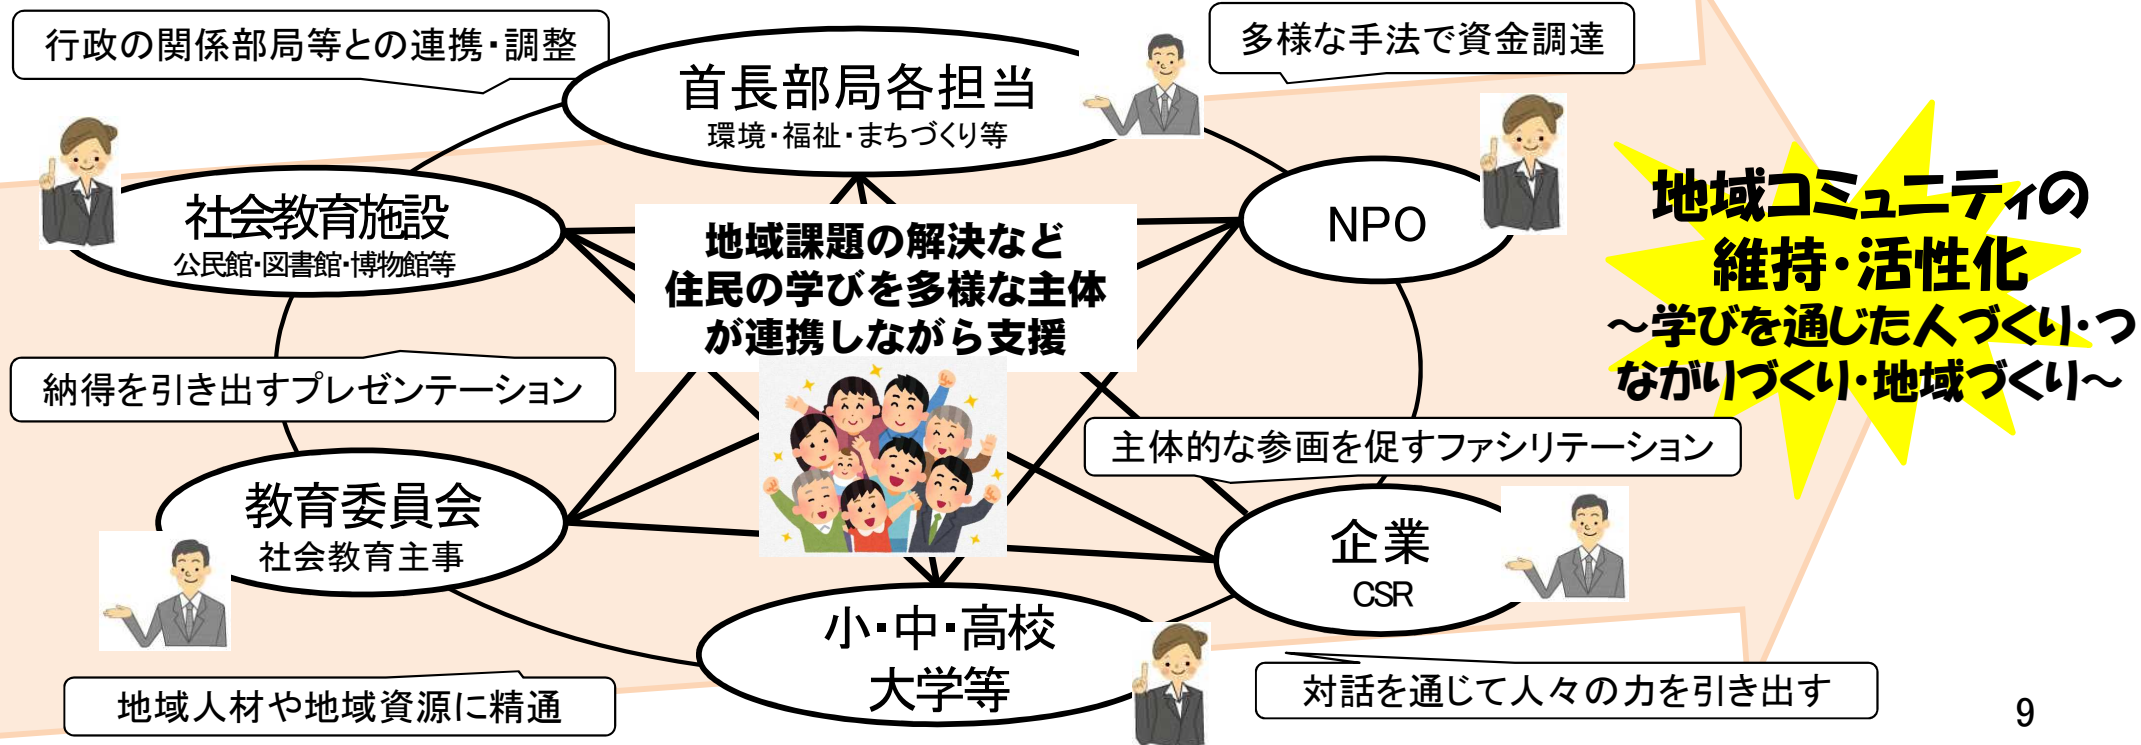 行政の関係部局等との連携・調整
多様な手法で資金調達
首長部局各担当
環境・福祉・まちづくり等
社会教育施設
公民館・図書館・博物館等
NPO
地域課題の解決など
住民の学びを多様な主体
が連携しながら支援
地域コミュニティの
維持・活性化
～学びを通じた人づくり・つ
ながりづくり・地域づくり～
納得を引き出すプレゼンテーション
主体的な参画を促すファシリテーション
教育委員会
社会教育主事
企業
CSR
小・中・高校
大学等
地域人材や地域資源に精通
対話を通じて人々の力を引き出す
9